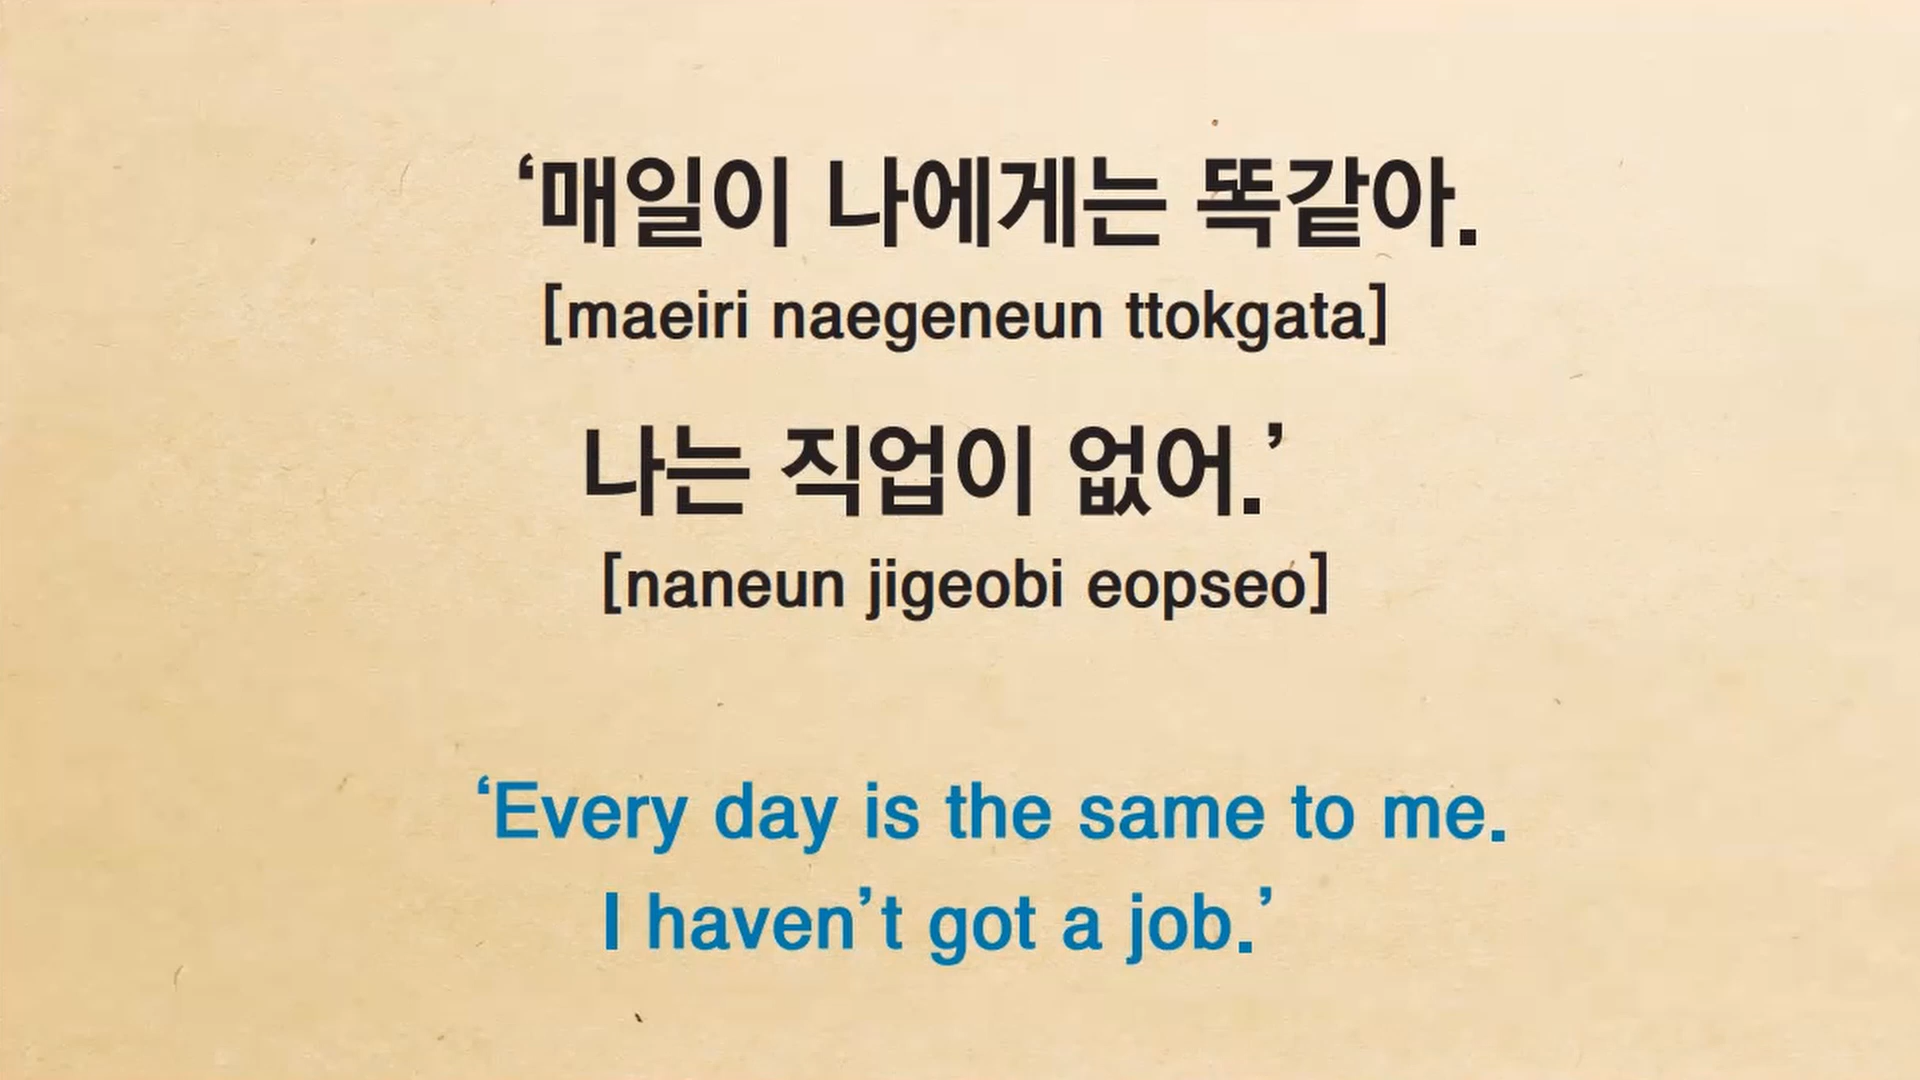 ‘매일이 나에게는 똑같아.
[maeiri naegeneun ttokgata]
나는 직업이 없어.’
[naneun jigeobi eopseo]
‘Every day is the same to me.
I haven’t got a job.’